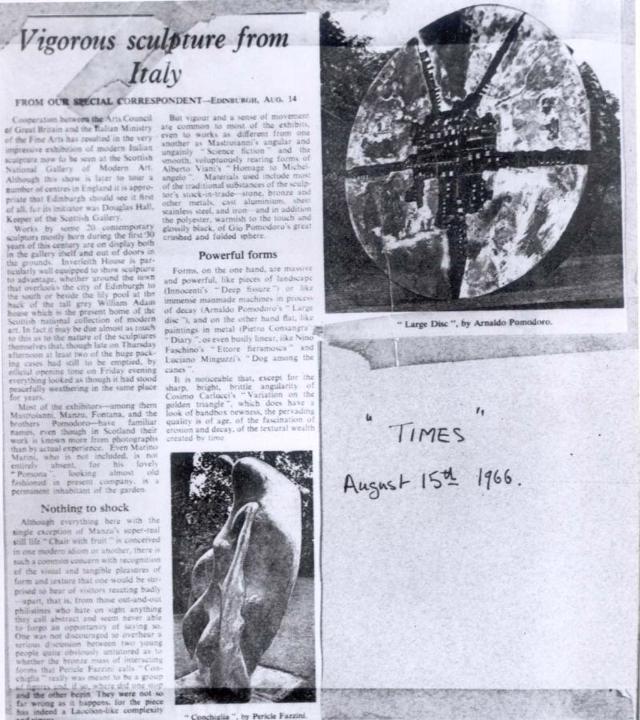 Vigorous sculpture from
Italy
FROM OUR SPECIAL CORRESPONDENT—EDINBURGH, AUG. 14
Cooperation between the Arts Council
of Great Britain and the Italian Ministry
of the Fine Arts has resulted in the very
impressive exhibition of modern Italian
sculpture now to be seen at the Scottish
National Gallery of Modern Art.
Although this show is later to tour a
number of centres in England it is appro-
priate that Edinburgh should see it first
of all, for its initiator was Douglas Hall,
Keeper of the Scottish Gallery.
Works by some 20 contemporary
sculptors mostly born during the first 30
years of this century are on display both
in the gallery itself and out of doors in
the grounds. Inverleith House is par-
ticularly well equipped to show sculpture
to advantage, whether around the lawn
that overlooks the city of Edinburgh to
the south or beside the lily pool at the
back of the tall grey William Adam
house which is the present home of the
Scottish national collection of modern
art. In fact it may be due almost as much
to this as to the nature of the sculptures
themselves that, though late on Thursday
afternoon at least two of the huge pack-
ing cases had still to be emptied, by
official opening time on Friday evening
everything looked as though it had stood
peacefully weathering in the same place
for years.
Most of the exhibitors—among them
Mastroianni, Manzu, Fontana, and the
brothers Pomodoro—have familiar
names, even though in Scotland their
work is known more from photographs
than by actual experience. Even Marino
Marini, who is not included, is not
entirely absent, for his lovely
"Pomona", looking almost old
fashioned in present company, is a
permanent inhabitant of the garden.
Nothing to shock
Although everything here with the
single exception of Manzu's super-real
still life "Chair with fruit" is conceived
in one modern idiom or another, there is
such a common concern with recognition
of the visual and tangible pleasures of
form and texture that one would be sur-
prised to hear of visitors reacting badly
—apart, that is, from those out-and-out
philistines who hate on sight anything
they call abstract and seem never able
to forgo an opportunity of saying so.
One was not discouraged to overhear a
serious discussion between two young
people quite obviously untutored as to
whether the bronze mass of interacting
forms that Pericle Fazzini calls "Con-
chiglia" really was meant to be a group
of figures and, if so, where did one stop
and the other begin. They were not so
far wrong as it happens, for the piece
has indeed a Laocöon-like complexity
But vigour and a sense of movement
are common to most of the exhibits,
even to works as different from one
another as Mastroianni's angular and
ungainly "Science fiction" and the
smooth, voluptuously rearing forms of
Alberto Viani's "Homage to Michel-
angelo". Materials used include most
of the traditional substances of the sculp-
tor's stock-in-trade—stone, bronze and
other metals, cast aluminium, sheet
stainless steel, and iron—and in addition
the polyester, warmish to the touch and
glossily black, of Gio Pomodoro's great
crushed and folded sphere.
Powerful forms
Forms, on the one hand, are massive
and powerful, like pieces of landscape
(Innocenti's "Deep fissure") or like
immense manmade machines in process
of decay (Arnaldo Pomodoro's "Large
disc"), and on the other hand flat, like
paintings in metal (Pietro Consangra's
"Diary", or even busily linear, like Nino
Faschino's "Ettore fieramosca" and
Luciano Minguzzi's "Dog among the
canes".
It is noticeable that, except for the
sharp, bright, brittle angularity of
Cosimo Carlucci's "Variation on the
golden triangle", which does have a
look of bandbox newness, the pervading
quality is of age, of the fascination of
erosion and decay, of the textural wealth
created by time
"Conchiglia", by Pericle Fazzini.
"Large Disc", by Arnaldo Pomodoro.
"TIMES"
August 15th 1966.